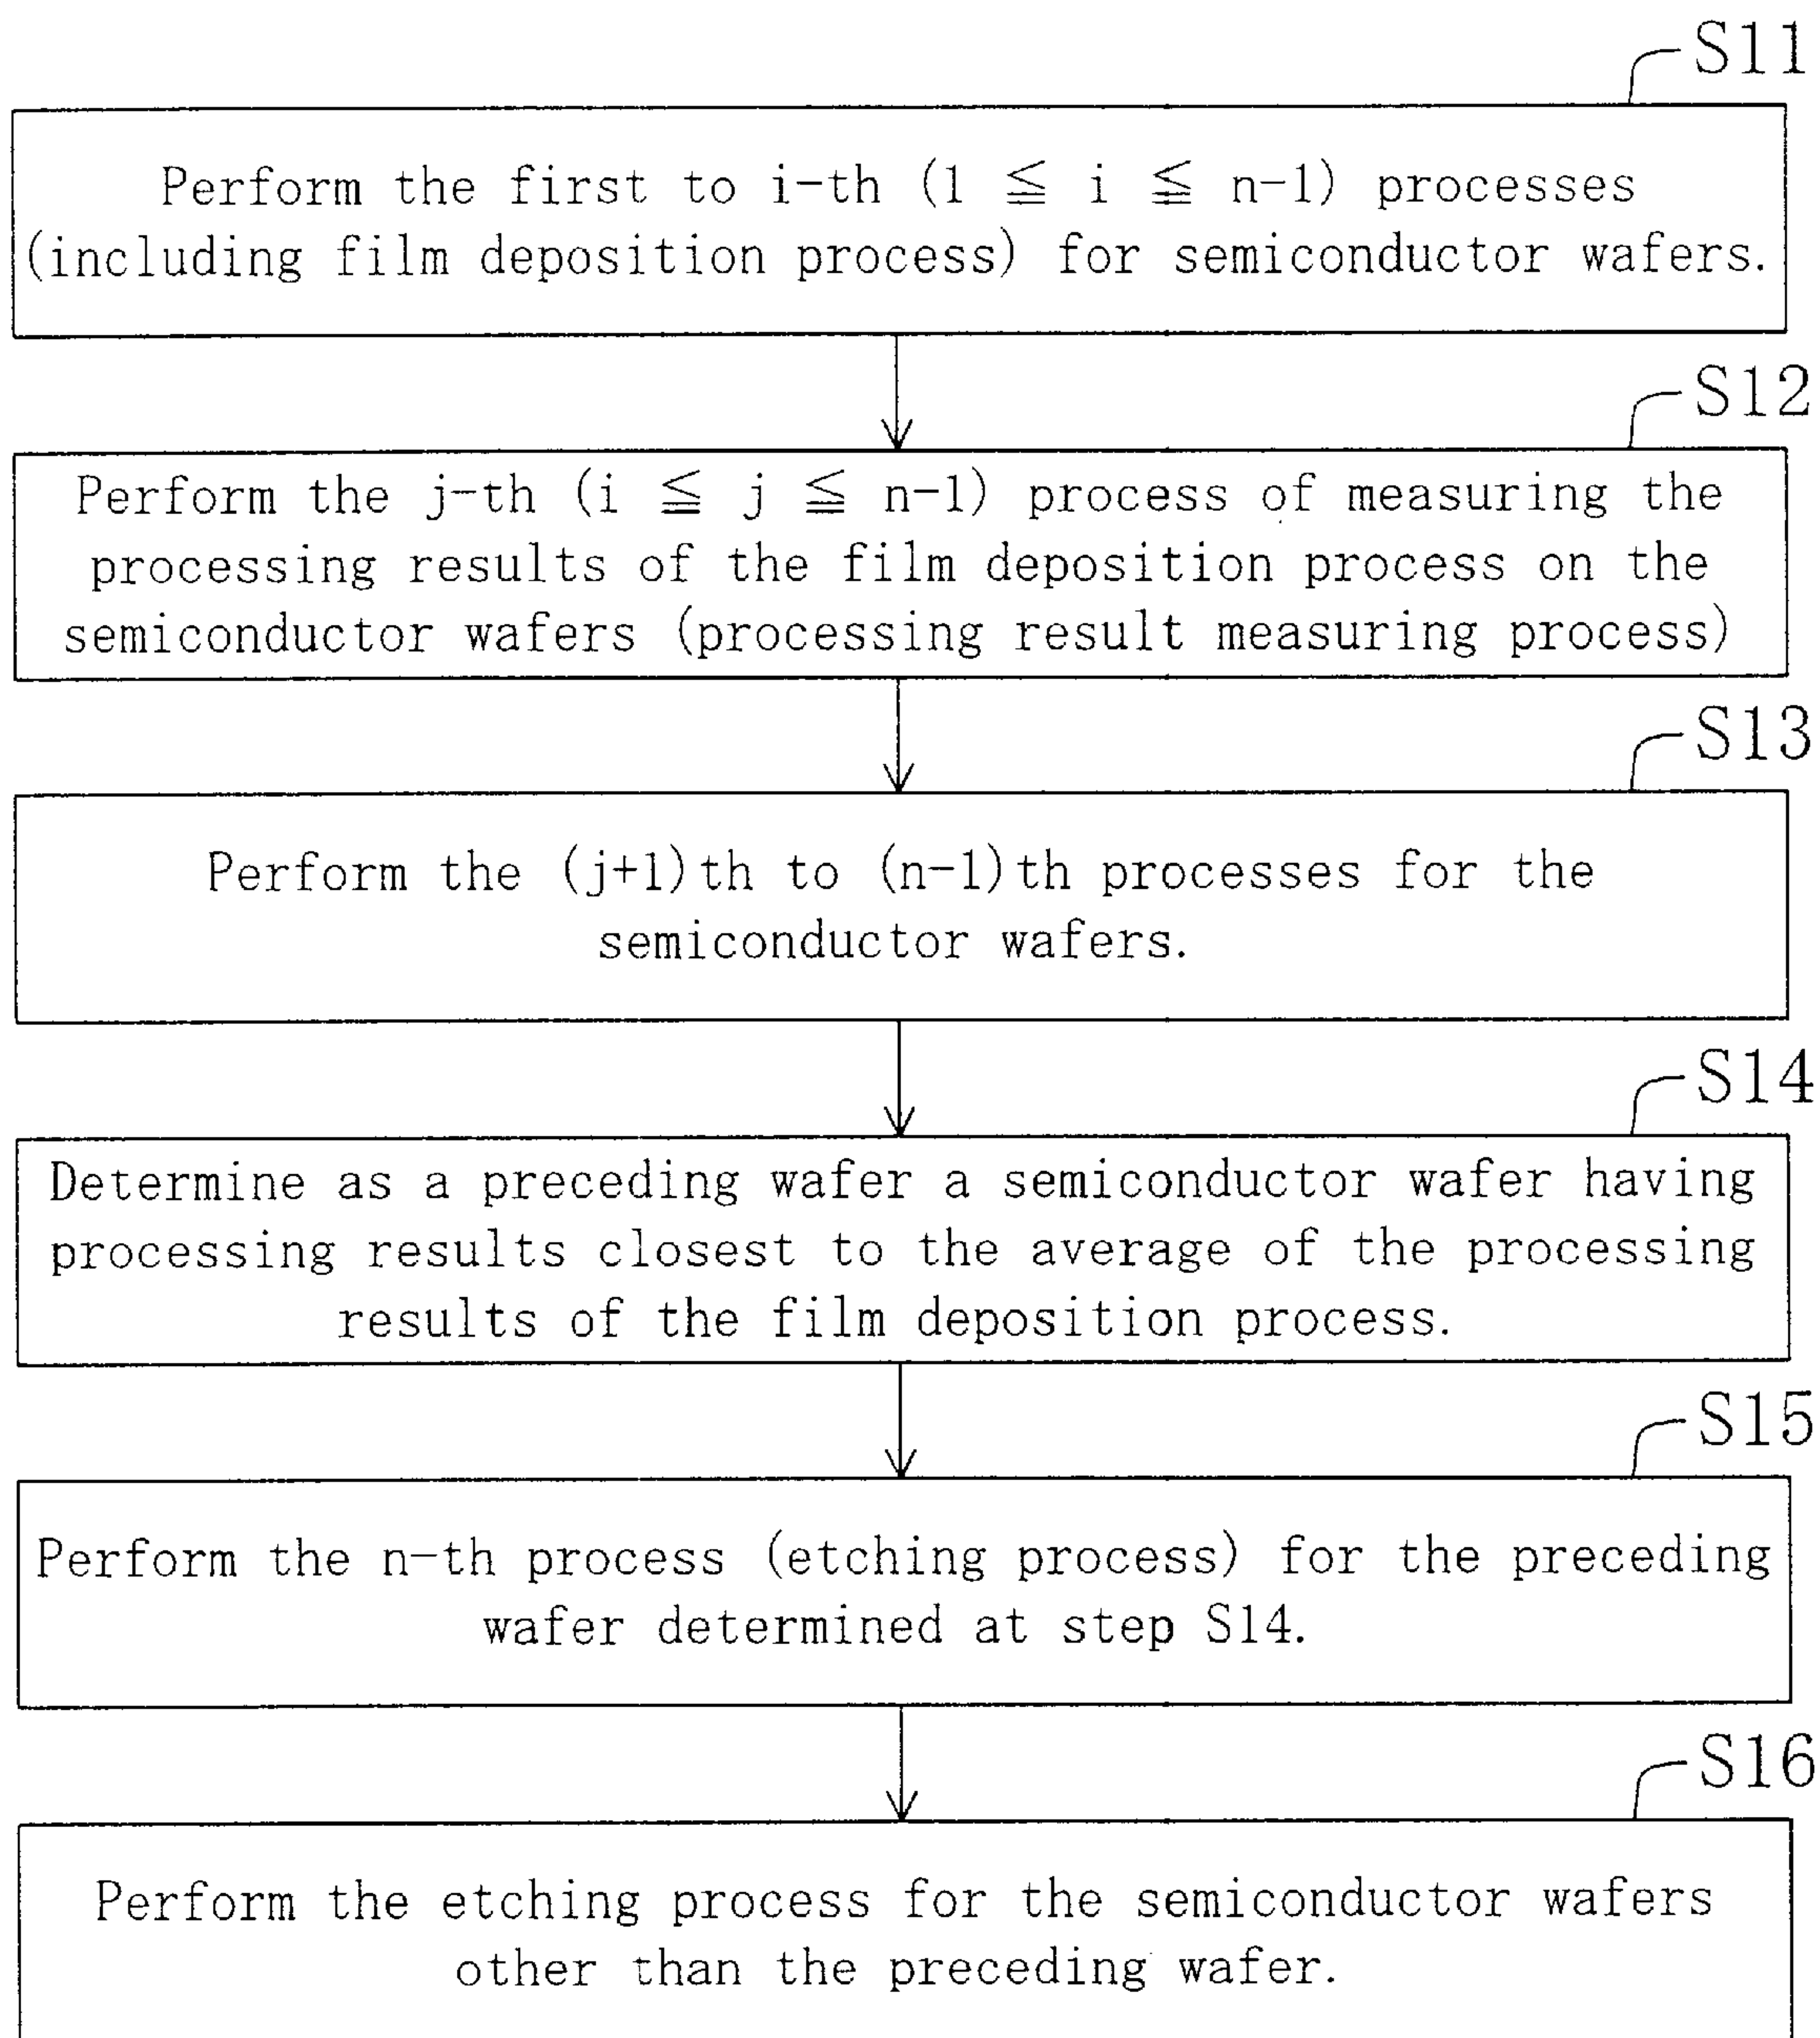 S11
Perform the first to i-th (1 ≦ i ≦ n-1) processes
(including film deposition process) for semiconductor wafers.
S12
Perform the j-th (i ≦ j ≦ n-1) process of measuring the
processing results of the film deposition process on the
semiconductor wafers (processing result measuring process)
S13
Perform the (j+1)th to (n-1)th processes for the
semiconductor wafers.
S14
Determine as a preceding wafer a semiconductor wafer having
processing results closest to the average of the processing
results of the film deposition process.
S15
Perform the n-th process (etching process) for the preceding
wafer determined at step S14.
S16
Perform the etching process for the semiconductor wafers
other than the preceding wafer.